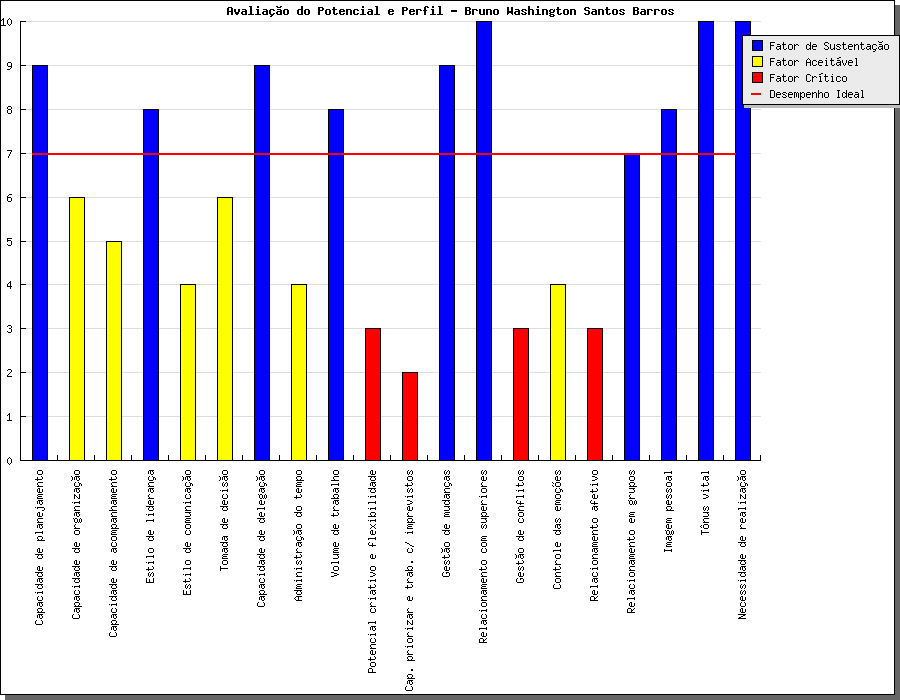 Avaliação do Potencial e Perfil - Bruno Washington Santos Barros
Fator de Sustentação
Fator Aceitável
Fator Crítico
Desempenho Ideal
10
9
8
7
6
5
4
3
2
1
0
Capacidade de planejamento
Capacidade de organização
Capacidade de acompanhamento
Estilo de liderança
Estilo de comunicação
Tomada de decisão
Capacidade de delegação
Administração do tempo
Volume de trabalho
Potencial criativo e flexibilidade
Cap. priorizar e trab. c/ imprevistos
Gestão de mudanças
Relacionamento com superiores
Gestão de conflitos
Controle das emoções
Relacionamento afetivo
Relacionamento em grupos
Imagem pessoal
Tônus vital
Necessidade de realização